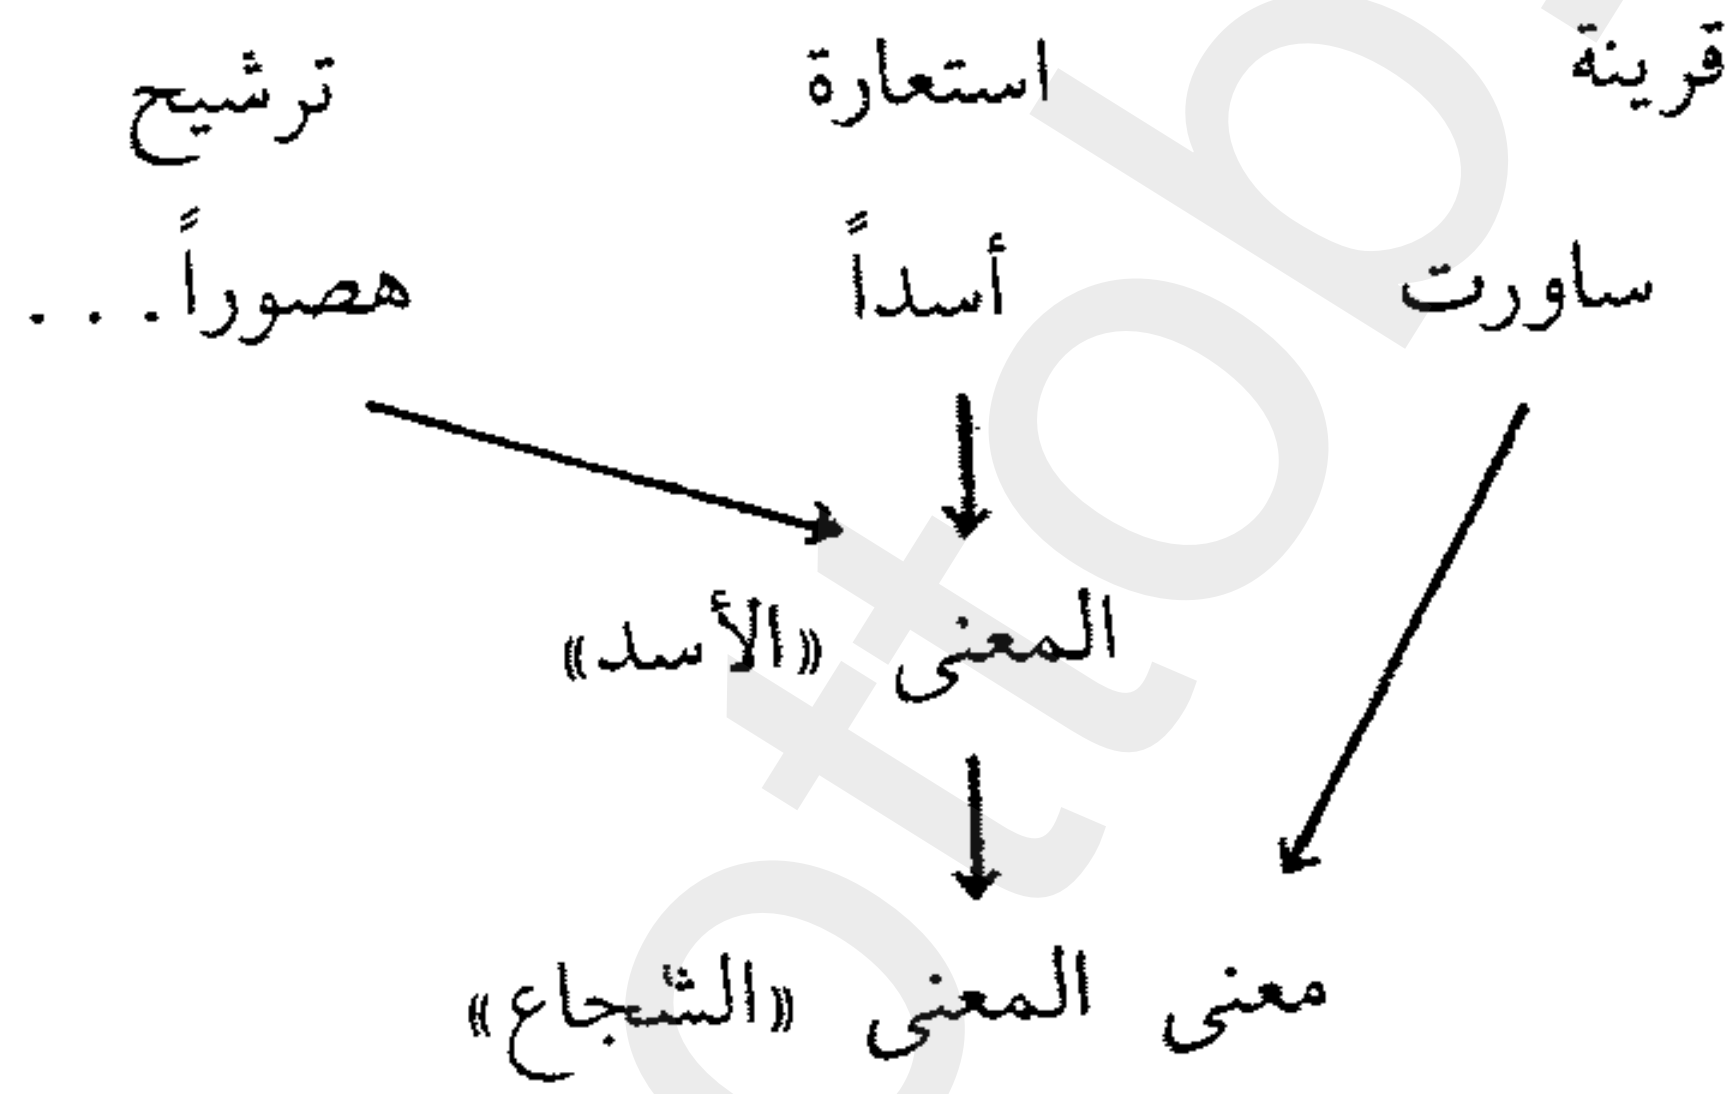 قرينة استعارة ترشيح
ساورت أسداً هصوراً . . .
المعنى «الأسد»
معنى المعنى «الشجاع»